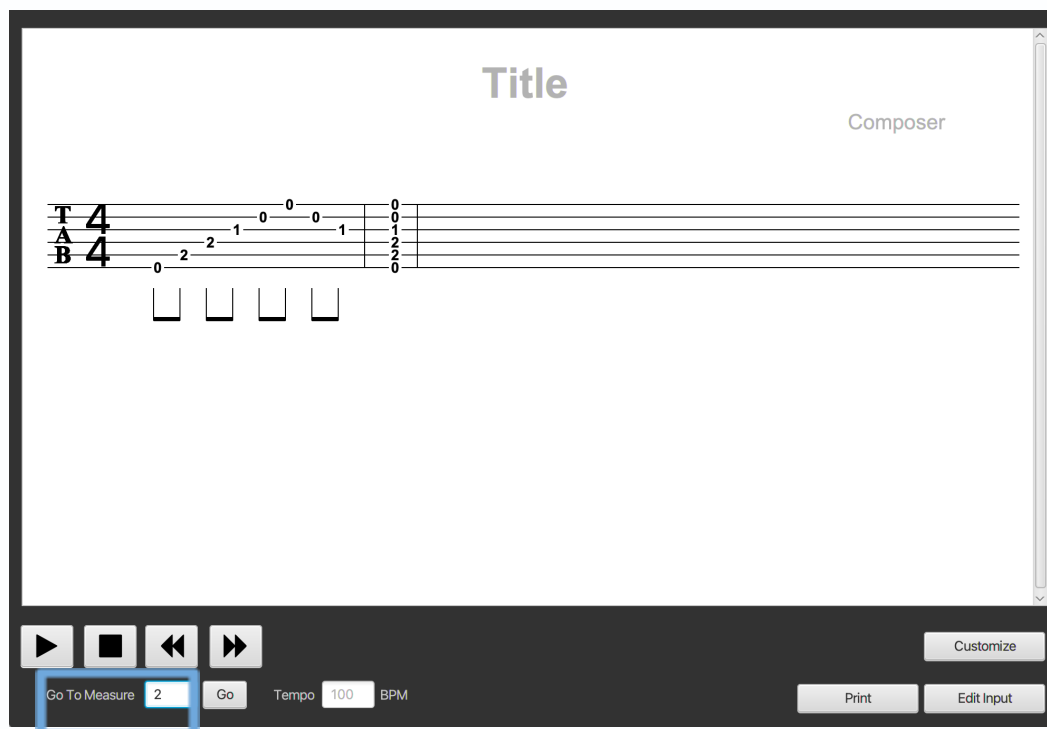 Title
Composer
T A B 4 4
0 2 2 1 0 0 0 1
0 0 1 2 2 0
Customize
Go To Measure 2 Go Tempo 100 BPM Print Edit Input